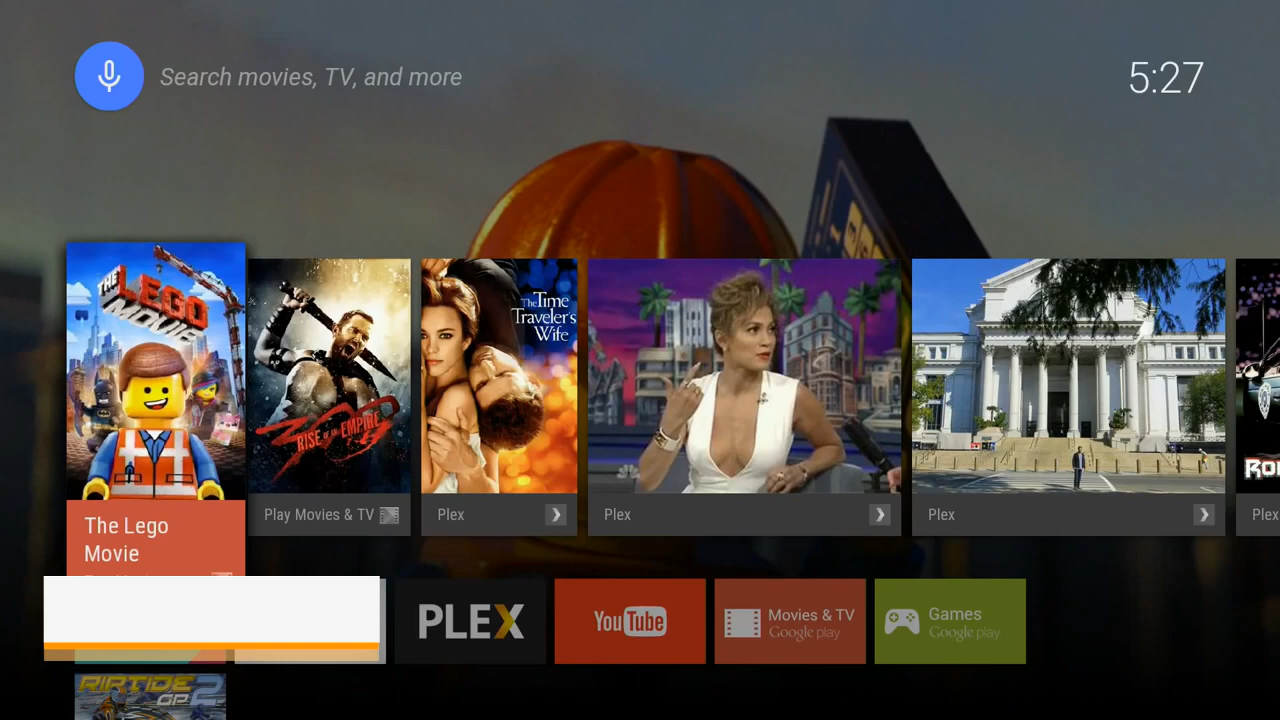 Search movies, TV, and more
5:27
THE
LEGO
MOVIE
300
RISE OF AN EMPIRE
The Time
Traveler's
Wife
The Lego
Movie
Play Movies & TV
Plex
Plex
Plex
Plex
PLEX
YouTube
Movies & TV
Google play
Games
Google play
RIPTIDE
GP2